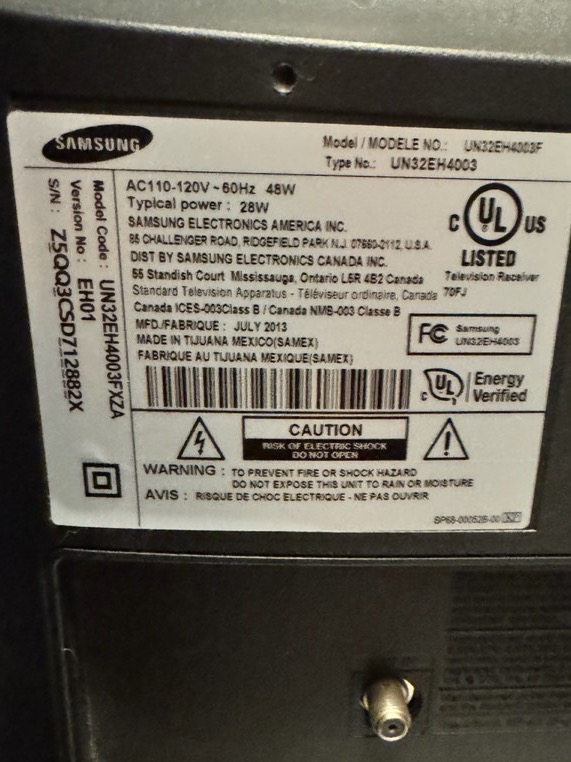 SAMSUNG
Model / MODELE NO.: UN32EH4003F
Type No.: UN32EH4003
AC110-120V ~ 60Hz 48W
Typical power : 28W
SAMSUNG ELECTRONICS AMERICA INC.
85 CHALLENGER ROAD, RIDGEFIELD PARK N.J. 07660-2112, U.S.A.
DIST BY SAMSUNG ELECTRONICS CANADA INC.
55 Standish Court Mississauga, Ontario L5R 4B2 Canada
Standard Television Apparatus - Téléviseur ordinaire, Canada
Canada ICES-003Class B / Canada NMB-003 Classe B
MFD./FABRIQUE : JULY 2013
MADE IN TIJUANA MEXICO(SAMEX)
FABRIQUE AU TIJUANA MEXIQUE(SAMEX)
C UL US
LISTED
Television Receiver
70FJ
FC Samsung
UN32EH4003
C UL Energy
Verified
Model Code : UN32EH4003FXZA
Version No : EH01
S/N : Z5QQ3CSD712882X
CAUTION
RISK OF ELECTRIC SHOCK
DO NOT OPEN
WARNING : TO PREVENT FIRE OR SHOCK HAZARD
DO NOT EXPOSE THIS UNIT TO RAIN OR MOISTURE
AVIS : RISQUE DE CHOC ELECTRIQUE - NE PAS OUVRIR